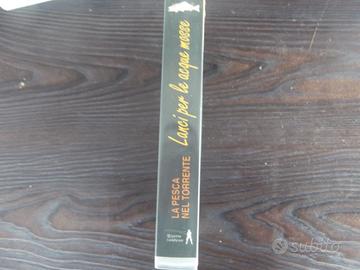 LA PESCA
NEL TORRENTE
Lanci per le acque mosse
subito